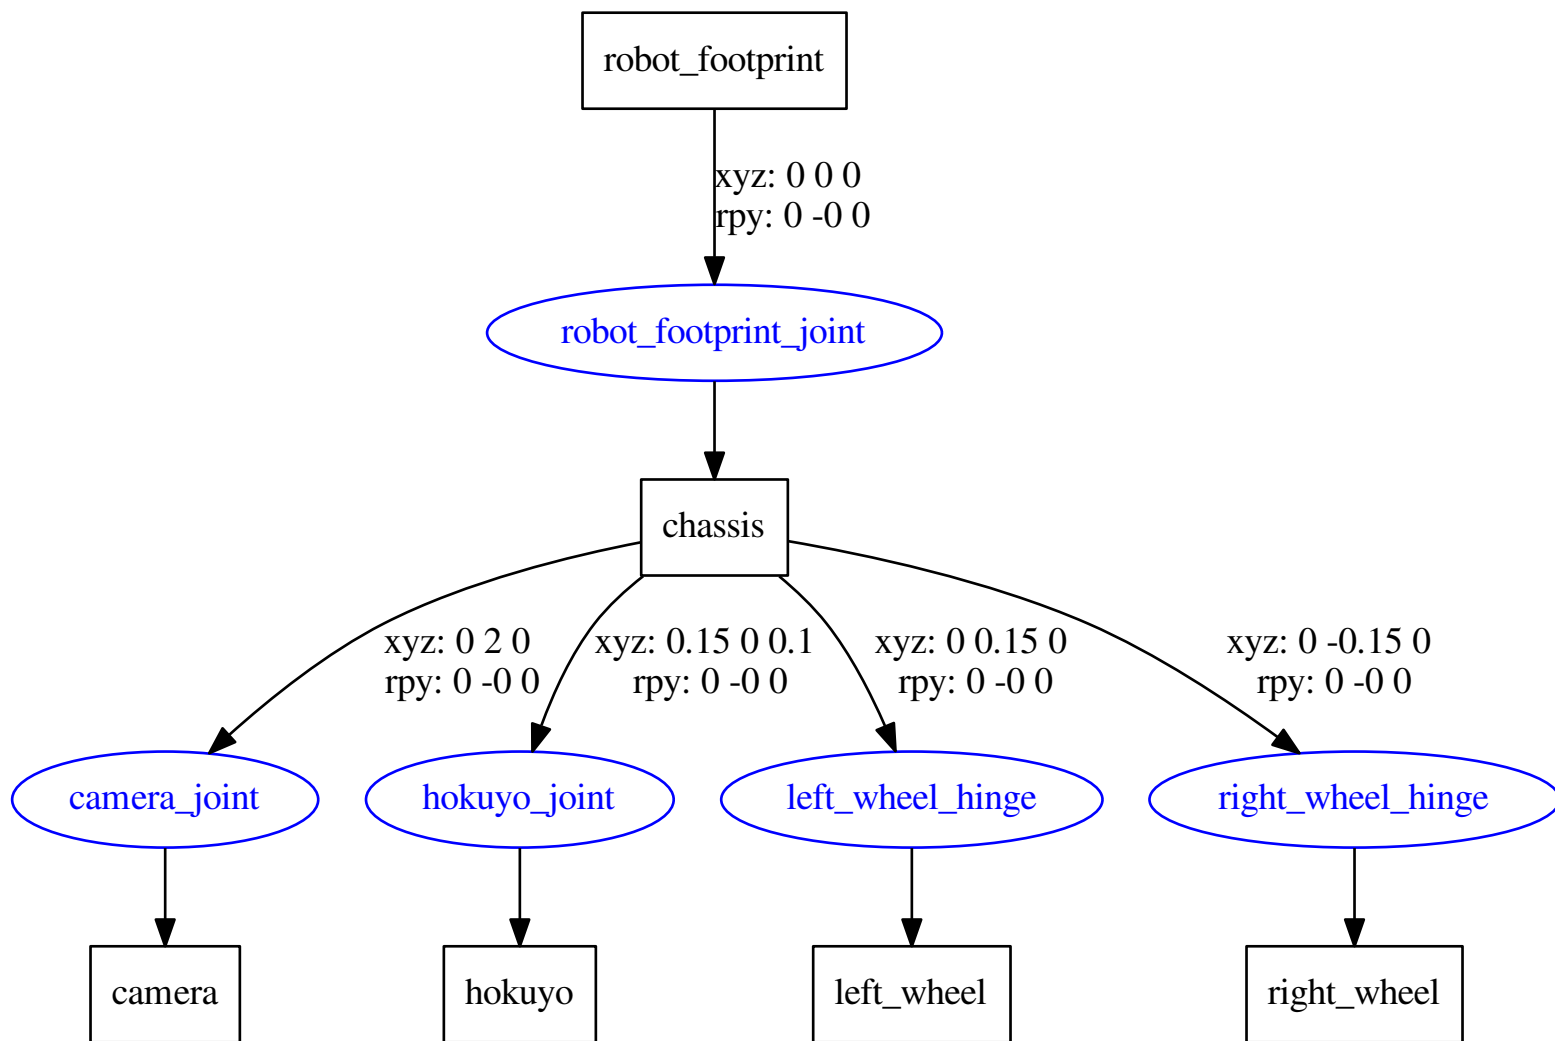 robot_footprint
xyz: 0 0 0
rpy: 0 -0 0
robot_footprint_joint
chassis
xyz: 0 2 0
rpy: 0 -0 0
xyz: 0.15 0 0.1
rpy: 0 -0 0
xyz: 0 0.15 0
rpy: 0 -0 0
xyz: 0 -0.15 0
rpy: 0 -0 0
camera_joint
hokuyo_joint
left_wheel_hinge
right_wheel_hinge
camera
hokuyo
left_wheel
right_wheel